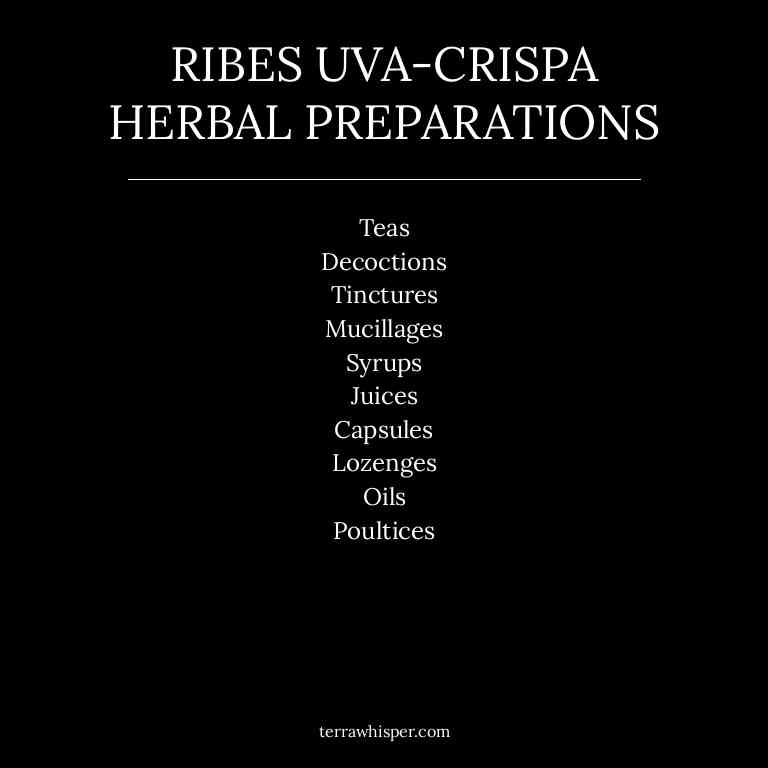 RIBES UVA-CRISPA
HERBAL PREPARATIONS
Teas
Decoctions
Tinctures
Mucillages
Syrups
Juices
Capsules
Lozenges
Oils
Poultices
terrawhisper.com